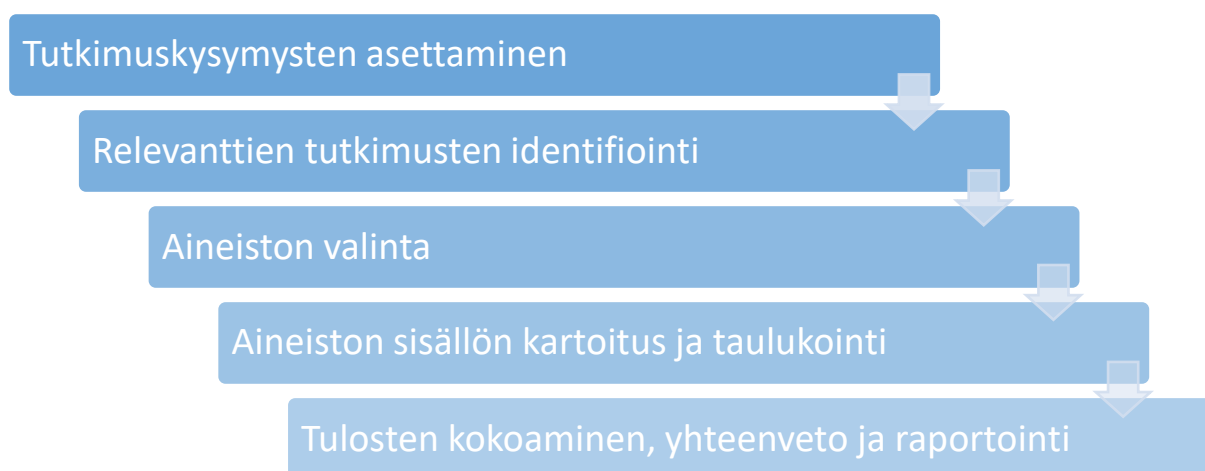 Tutkimuskysymysten asettaminen
Relevanttien tutkimusten identifiointi
Aineiston valinta
Aineiston sisällön kartoitus ja taulukointi
Tulosten kokoaminen, yhteenveto ja raportointi